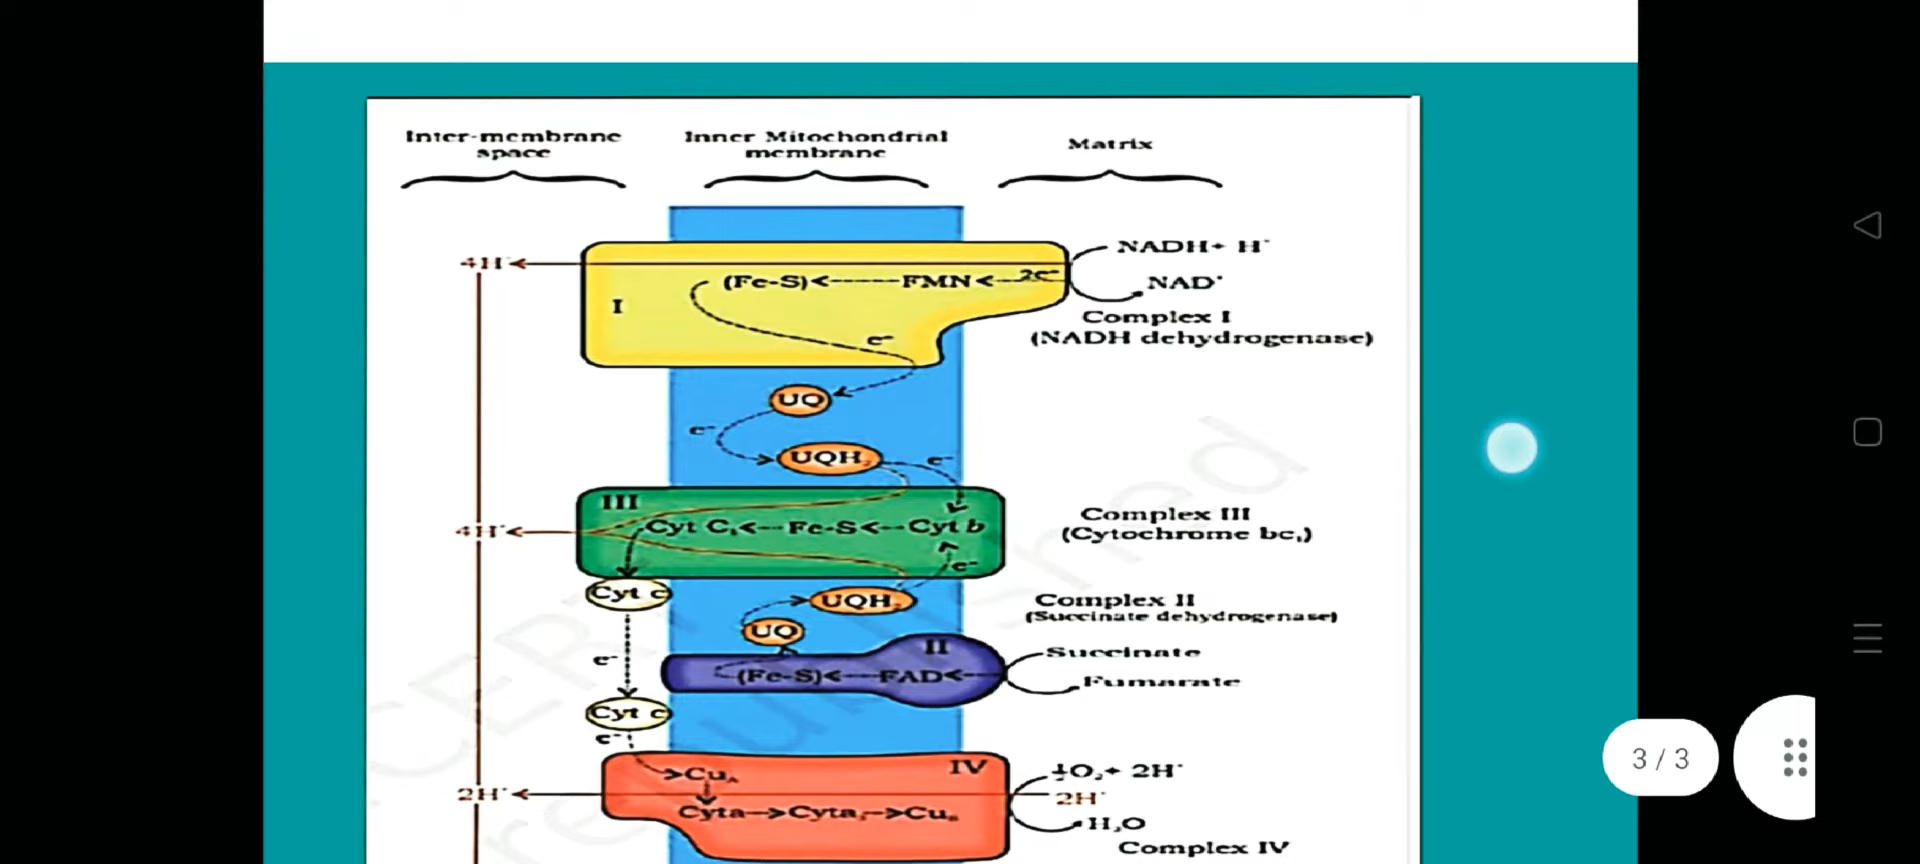 Inter-membrane
space
Inner Mitochondrial
membrane
Matrix
4H⁺
NADH+ H⁺
(Fe-S)
FMN
2e⁻
NAD⁺
I
Complex I
(NADH dehydrogenase)
e⁻
UQ
e⁻
UQH₂
e⁻
III
4H⁺
Cyt C₁
Fe-S
Cyt b
Complex III
(Cytochrome bc₁)
e⁻
Cyt c
UQH₂
Complex II
(Succinate dehydrogenase)
UQ
II
e⁻
Succinate
(Fe-S)
FAD
Fumarate
Cyt c
e⁻
IV
Cu_A
½O₂+ 2H⁺
2H⁺
2H⁺
Cyta
Cyta₃
Cu_B
H₂O
Complex IV
3 / 3